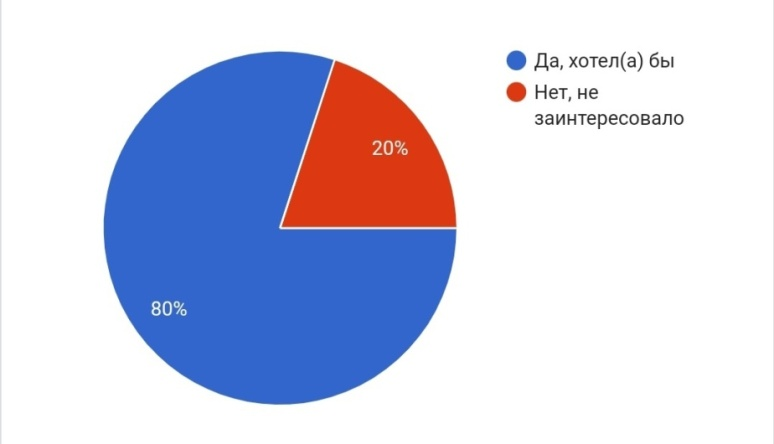 Да, хотел(а) бы
Нет, не
заинтересовало
20%
80%